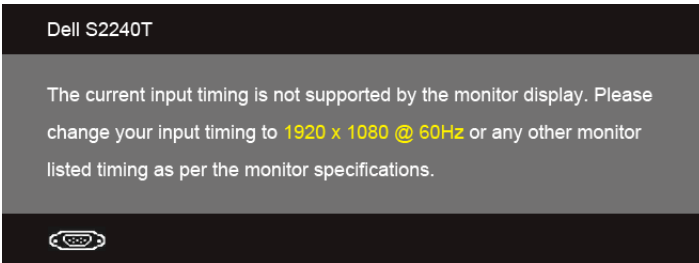 Dell S2240T
The current input timing is not supported by the monitor display. Please
change your input timing to 1920 x 1080 @ 60Hz or any other monitor
listed timing as per the monitor specifications.